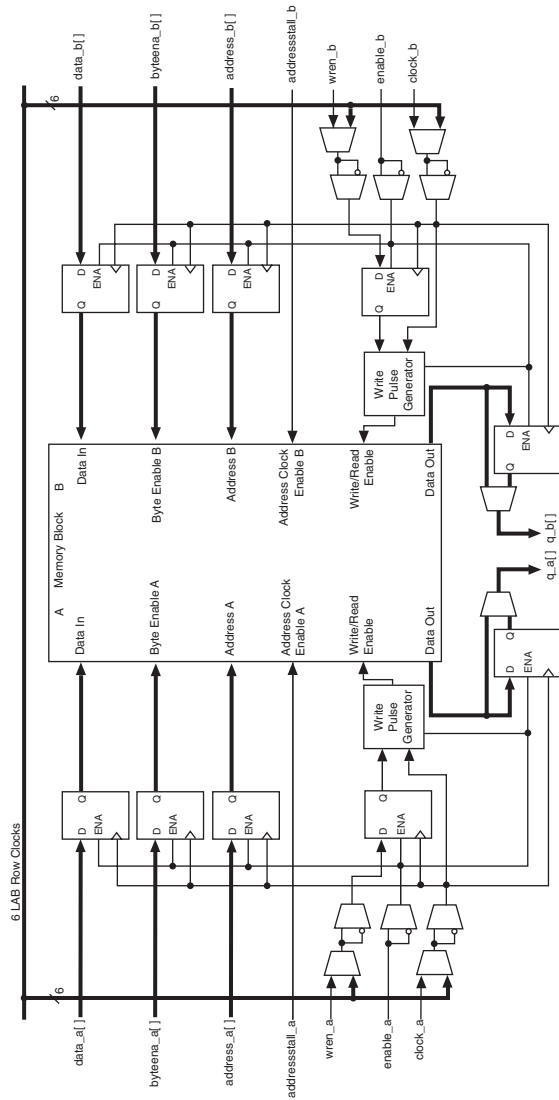 6 LAB Row Clocks
6
6
data_a[ ]
byteena_a[ ]
address_a[ ]
addressstall_a
wren_a
enable_a
clock_a
D
Q
ENA
D
Q
ENA
D
Q
ENA
D
Q
ENA
Write
Pulse
Generator
A
Memory Block
B
Data In
Byte Enable A
Address A
Address Clock
Enable A
Write/Read
Enable
Data Out
Data In
Byte Enable B
Address B
Address Clock
Enable B
Write/Read
Enable
Data Out
D
Q
ENA
q_a[ ]
q_b[ ]
Q
D
ENA
Write
Pulse
Generator
Q
D
ENA
Q
D
ENA
Q
D
ENA
Q
D
ENA
data_b[ ]
byteena_b[ ]
address_b[ ]
addressstall_b
wren_b
enable_b
clock_b